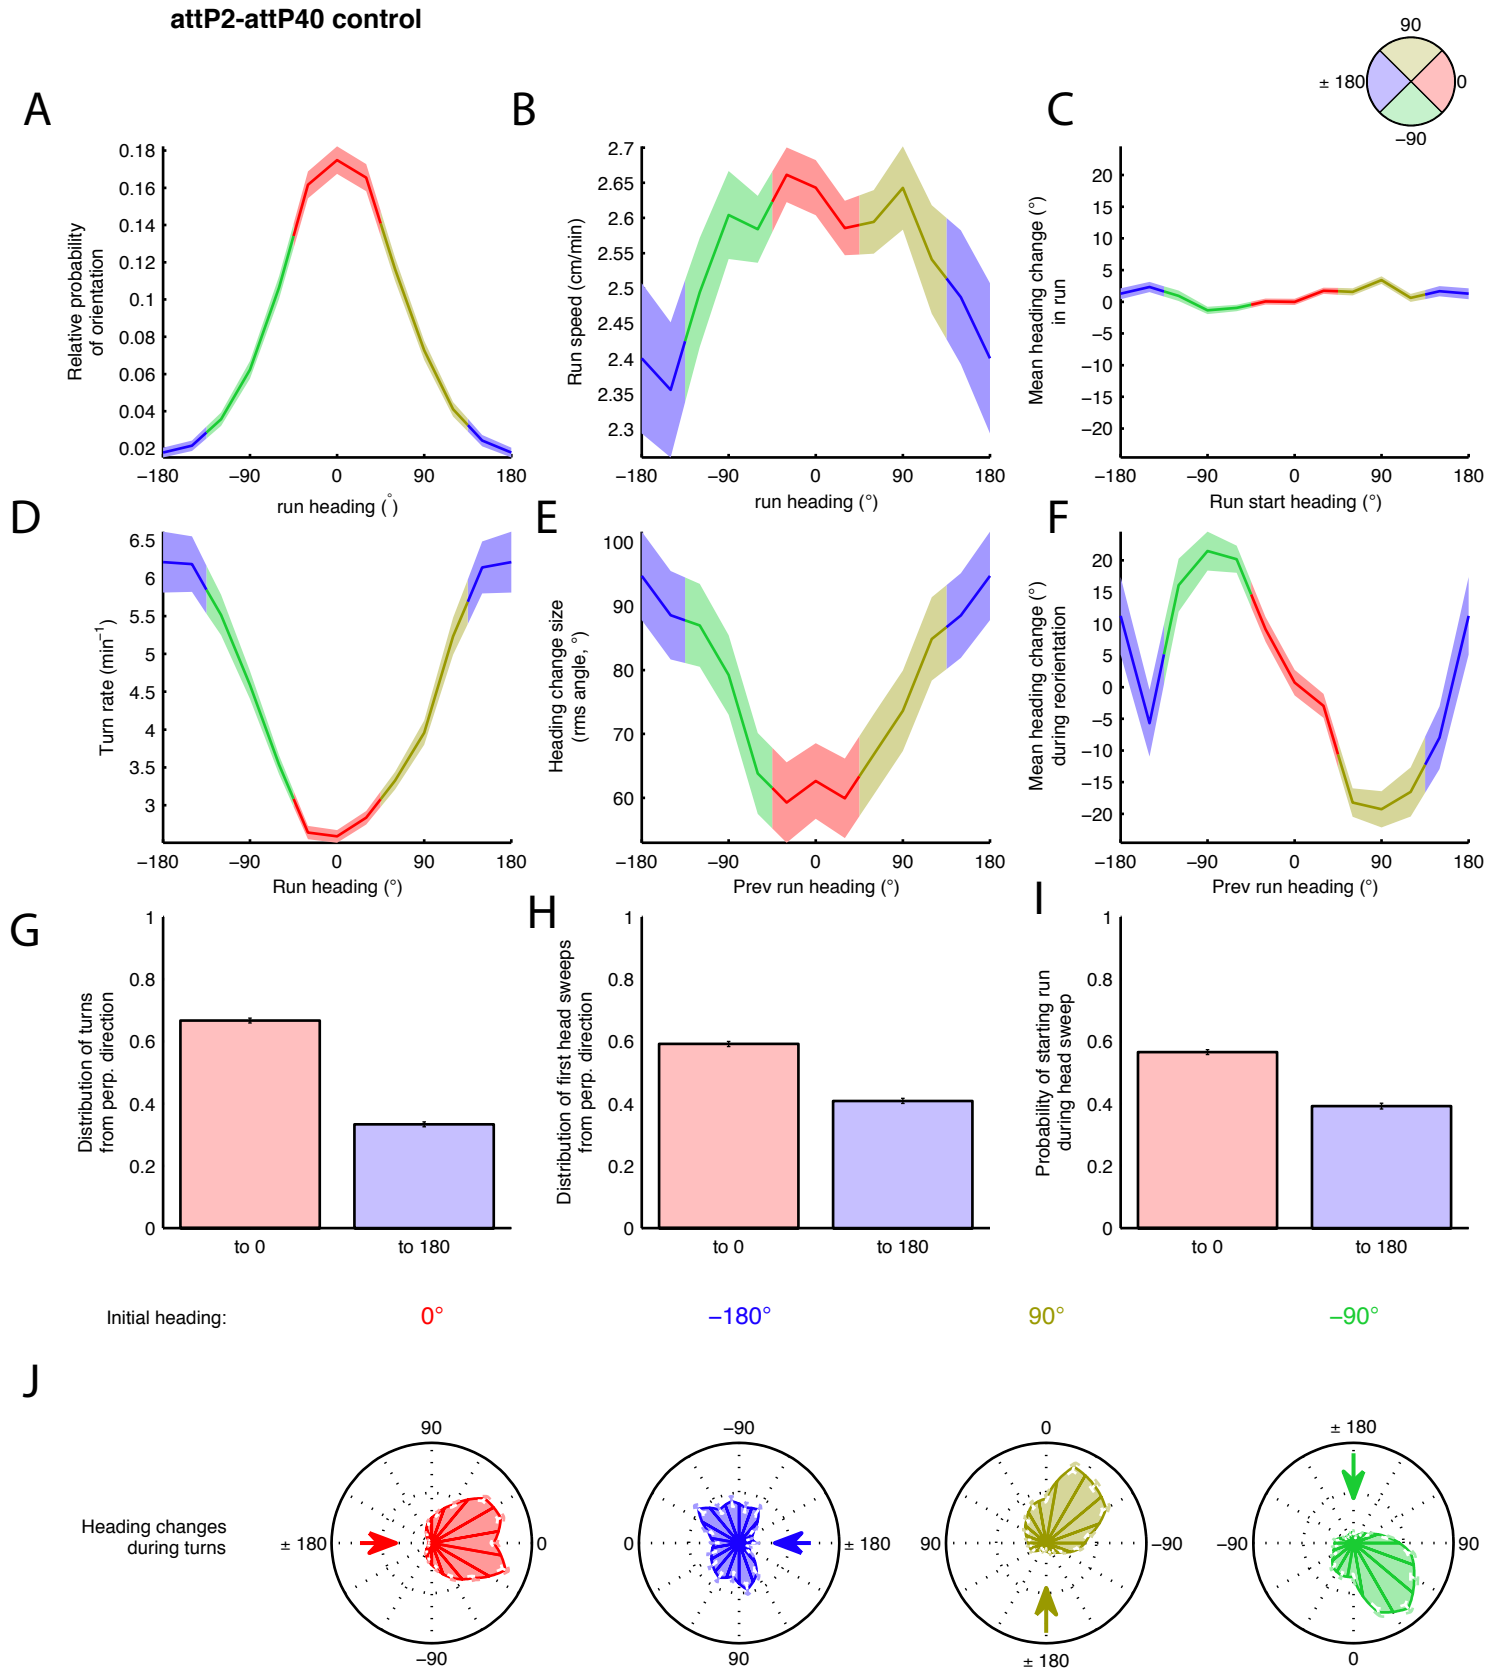 attP2-attP40 control
90
± 180
0
−90
A
0.18
0.16
0.14
0.12
0.1
0.08
0.06
0.04
0.02
Relative probability
of orientation
−180
−90
0
90
180
run heading (°)
B
2.7
2.65
2.6
2.55
2.5
2.45
2.4
2.35
2.3
Run speed (cm/min)
−180
−90
0
90
180
run heading (°)
C
20
15
10
5
0
−5
−10
−15
−20
Mean heading change (°)
in run
−180
−90
0
90
180
Run start heading (°)
D
6.5
6
5.5
5
4.5
4
3.5
3
Turn rate (min⁻¹)
−180
−90
0
90
180
Run heading (°)
E
100
90
80
70
60
Heading change size
(rms angle, °)
−180
−90
0
90
180
Prev run heading (°)
F
20
15
10
5
0
−5
−10
−15
−20
Mean heading change (°)
during reorientation
−180
−90
0
90
180
Prev run heading (°)
G
1
0.8
0.6
0.4
0.2
0
Distribution of turns
from perp. direction
to 0
to 180
H
1
0.8
0.6
0.4
0.2
0
Distribution of first head sweeps
from perp. direction
to 0
to 180
I
1
0.8
0.6
0.4
0.2
0
Probability of starting run
during head sweep
to 0
to 180
Initial heading:
0°
−180°
90°
−90°
J
Heading changes
during turns
90
± 180
0
−90
−90
0
± 180
90
0
90
−90
± 180
± 180
−90
90
0